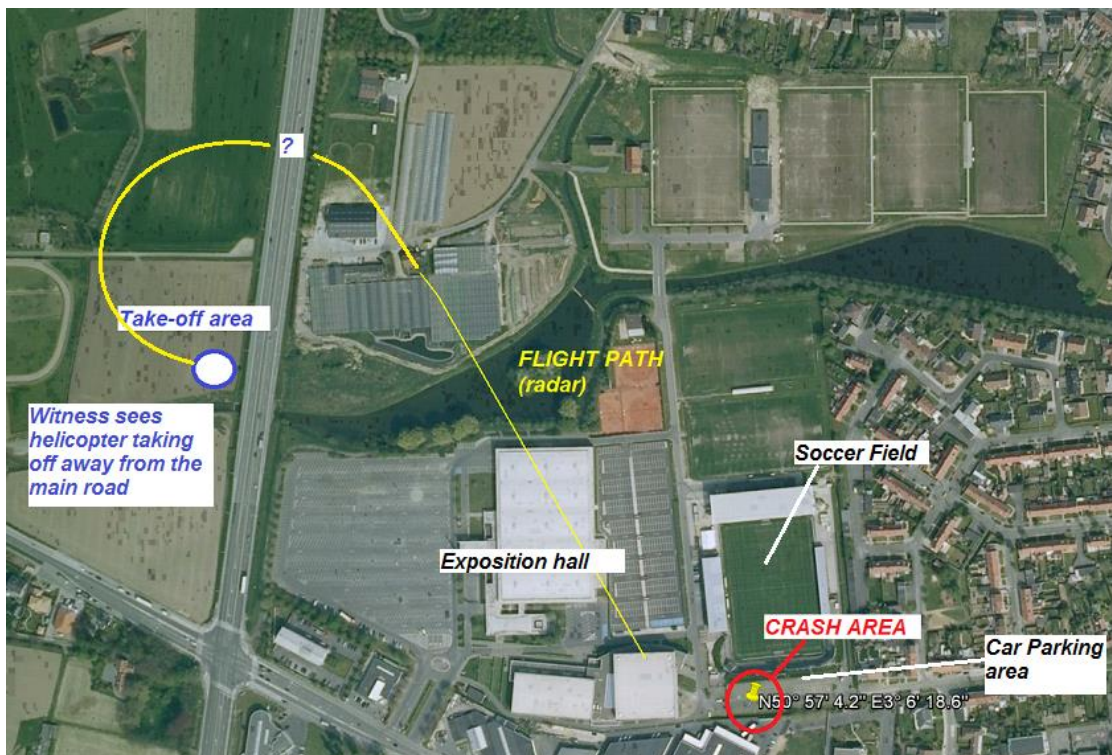 ?
Take-off area
Witness sees
helicopter taking
off away from the
main road
FLIGHT PATH
(radar)
Soccer Field
Exposition hall
CRASH AREA
Car Parking
area
N50° 57' 4.2" E3° 6' 18.6"